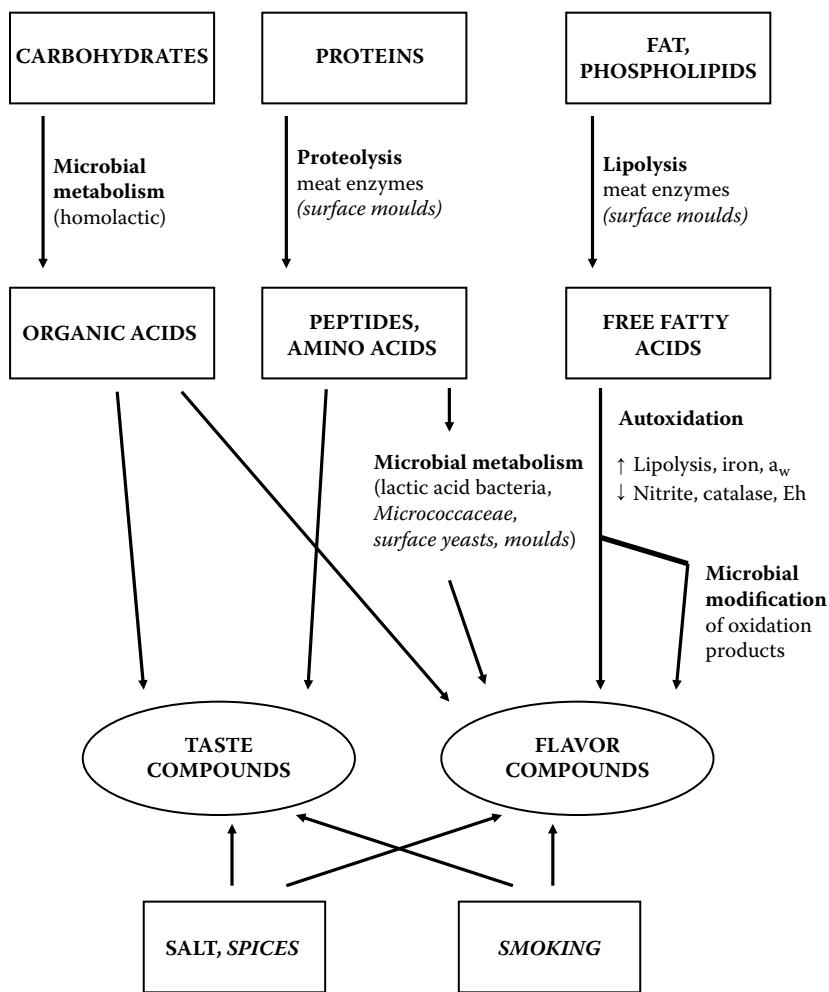 CARBOHYDRATES
PROTEINS
FAT,
PHOSPHOLIPIDS
Microbial
metabolism
(homolactic)
Proteolysis
meat enzymes
(surface moulds)
Lipolysis
meat enzymes
(surface moulds)
ORGANIC ACIDS
PEPTIDES,
AMINO ACIDS
FREE FATTY
ACIDS
Microbial metabolism
(lactic acid bacteria,
Micrococcaceae,
surface yeasts, moulds)
Autoxidation
↑ Lipolysis, iron, aw
↓ Nitrite, catalase, Eh
Microbial
modification
of oxidation
products
TASTE
COMPOUNDS
FLAVOR
COMPOUNDS
SALT, SPICES
SMOKING